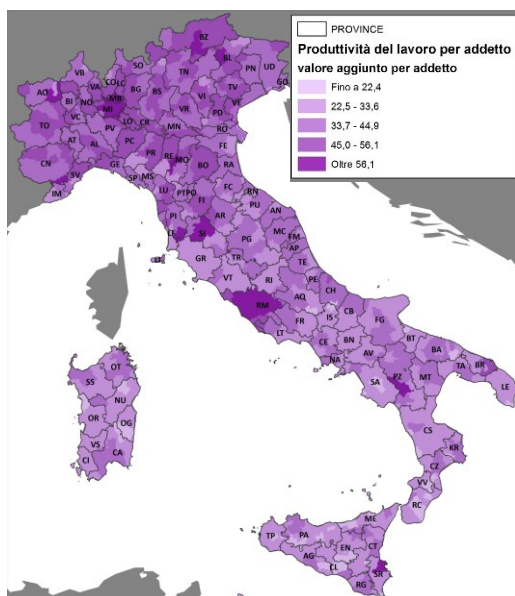 PROVINCE
Produttività del lavoro per addetto
valore aggiunto per addetto
Fino a 22,4
22,5 - 33,6
33,7 - 44,9
45,0 - 56,1
Oltre 56,1
BZ
SO
BL
VB
TN
PN
UD
AO
VA
CO
LC
BG
BS
VI
TV
GO
BI
NO
MB
MI
VR
VE
TO
VC
LO
CR
PD
MN
RO
AT
AL
PV
PC
CN
PR
RE
MO
FE
GE
BO
RA
SV
SP
MS
IM
LU
PT
PO
FC
RN
FI
PU
PI
AR
AN
LI
SI
MC
FM
PG
AP
LI
GR
TE
TR
VT
RI
PE
AQ
CH
RM
CB
FG
IS
LT
FR
BT
CE
BN
BA
NA
AV
BR
TA
OT
SS
SA
PZ
MT
LE
NU
OR
OG
CS
VS
CA
KR
CI
CZ
VV
RC
ME
TP
PA
EN
CT
AG
CL
SR
RG